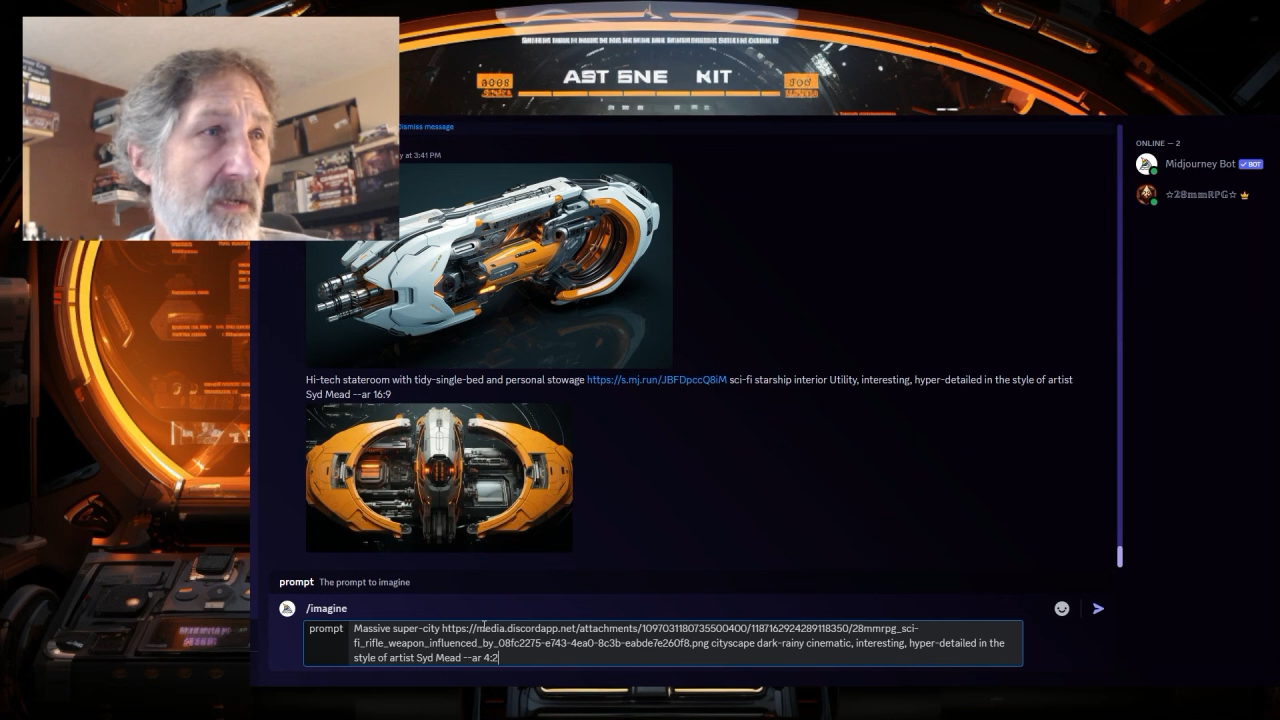 AST SNE KIT
Dismiss message
y at 3:41 PM
ONLINE — 2
Midjourney Bot BOT
☆28mmRPG☆
Hi-tech stateroom with tidy-single-bed and personal stowage https://s.mj.run/JBFDpccQ8iM sci-fi starship interior Utility, interesting, hyper-detailed in the style of artist
Syd Mead --ar 16:9
prompt The prompt to imagine
/imagine
prompt Massive super-city https://media.discordapp.net/attachments/1097031180735500400/1187162924289118350/28mmrpg_sci-
fi_rifle_weapon_influenced_by_08fc2275-e743-4ea0-8c3b-eabde7e260f8.png cityscape dark-rainy cinematic, interesting, hyper-detailed in the
style of artist Syd Mead --ar 4:2